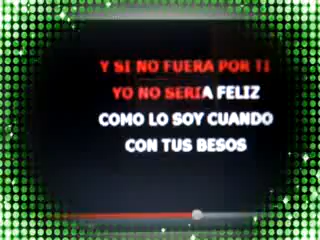 Y SI NO FUERA POR TI
YO NO SERIA FELIZ
COMO LO SOY CUANDO
CON TUS BESOS